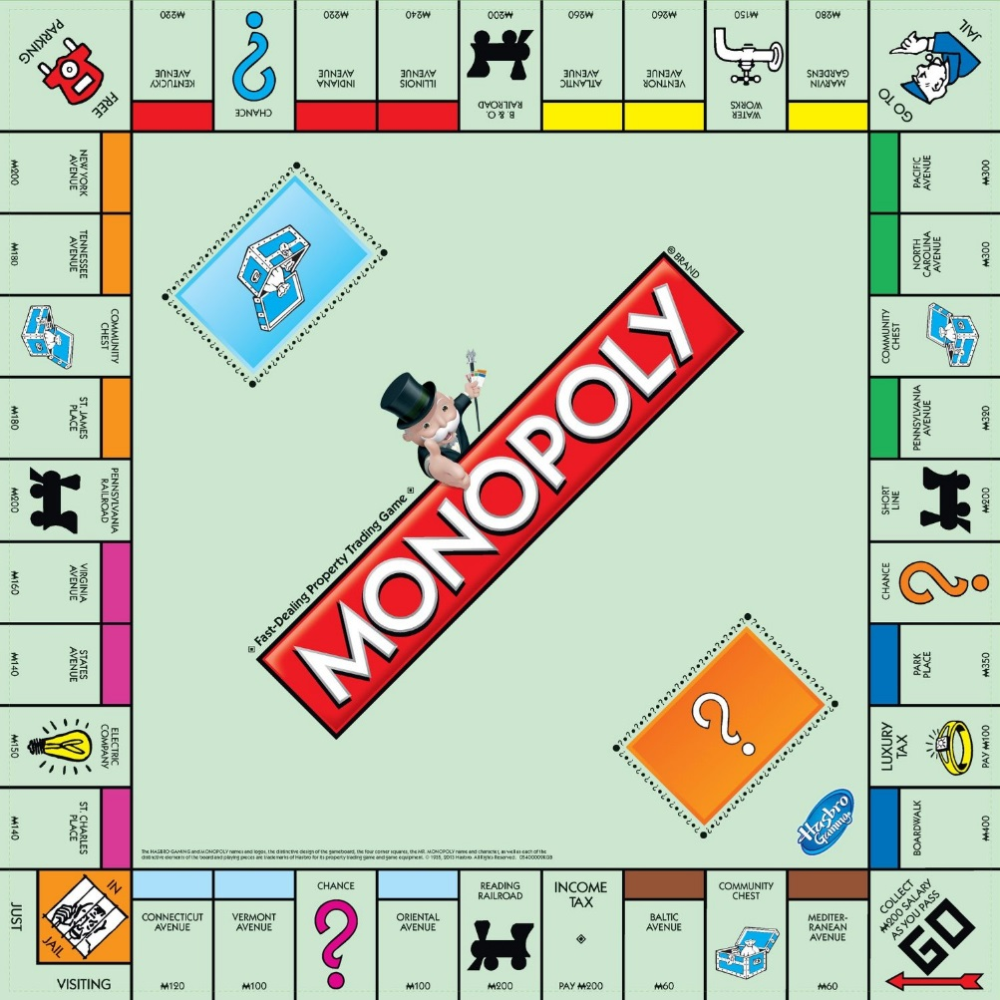 FREE
PARKING
KENTUCKY
AVENUE
₩220
CHANCE
INDIANA
AVENUE
₩220
ILLINOIS
AVENUE
₩240
B. & O.
RAILROAD
₩200
ATLANTIC
AVENUE
₩260
VENTNOR
AVENUE
₩260
WATER
WORKS
₩150
MARVIN
GARDENS
₩280
GO TO
JAIL
NEW YORK
AVENUE
₩200
TENNESSEE
AVENUE
₩180
COMMUNITY
CHEST
ST. JAMES
PLACE
₩180
PENNSYLVANIA
RAILROAD
₩200
VIRGINIA
AVENUE
₩160
STATES
AVENUE
₩140
ELECTRIC
COMPANY
₩150
ST. CHARLES
PLACE
₩140
PACIFIC
AVENUE
₩300
NORTH
CAROLINA
AVENUE
₩300
COMMUNITY
CHEST
PENNSYLVANIA
AVENUE
₩320
SHORT
LINE
₩200
CHANCE
PARK
PLACE
₩350
LUXURY
TAX
PAY ₩100
BOARDWALK
₩400
® BRAND
MONOPOLY
Fast-Dealing Property Trading Game
?
Hasbro
Gaming
The HASBRO GAMING and MONOPOLY names and logos, the distinctive design of the gameboard, the four corner squares, the MR. MONOPOLY name and character, as well as each of the
distinctive elements of the board and playing pieces are trademarks of Hasbro for its property trading game and game equipment. © 1935, 2013 Hasbro. All Rights Reserved.
JUST
VISITING
IN
JAIL
CONNECTICUT
AVENUE
₩120
VERMONT
AVENUE
₩100
CHANCE
?
ORIENTAL
AVENUE
₩100
READING
RAILROAD
₩200
INCOME
TAX
PAY ₩200
BALTIC
AVENUE
₩60
COMMUNITY
CHEST
MEDITER-
RANEAN
AVENUE
₩60
COLLECT
₩200 SALARY
AS YOU PASS
GO